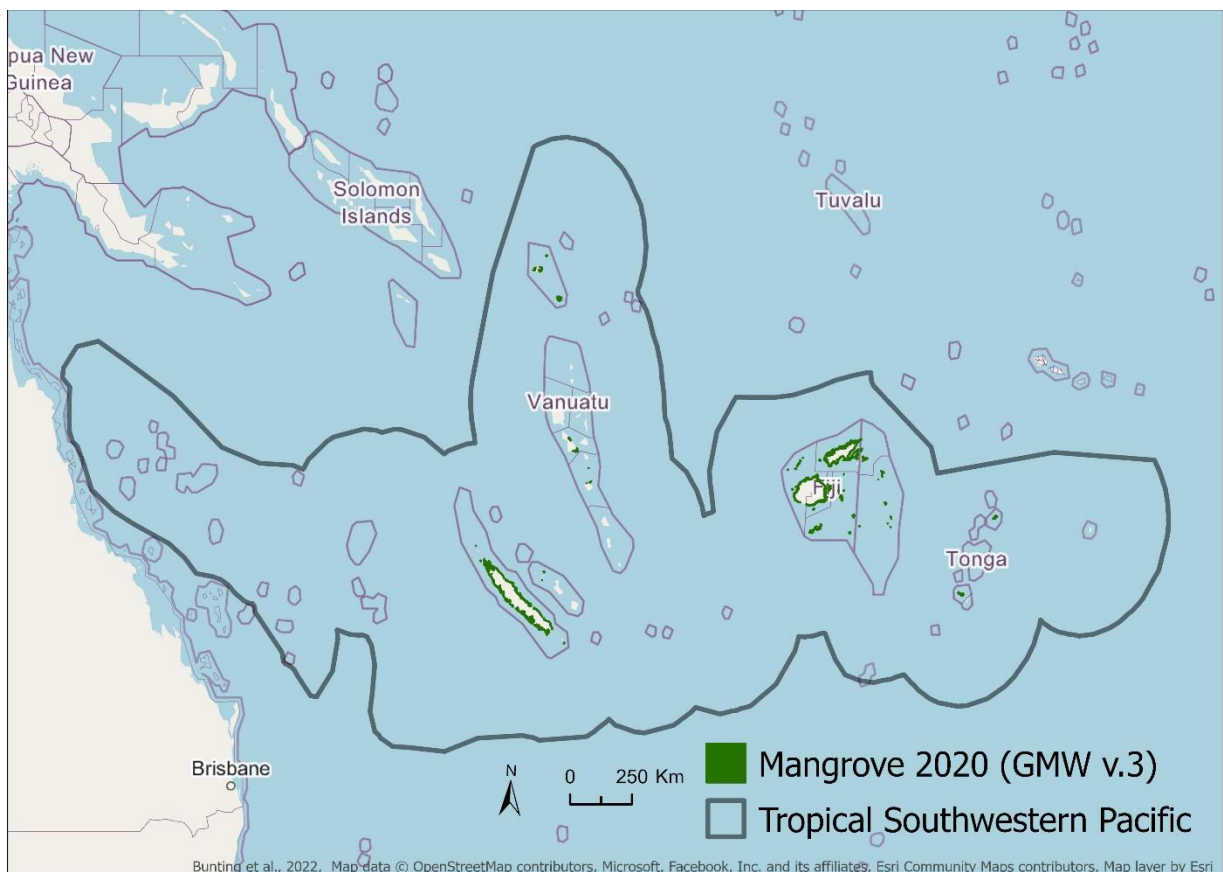 pua New
Guinea
Solomon
Islands
Tuvalu
Vanuatu
Fiji
Tonga
Brisbane
N
0 250 Km
Mangrove 2020 (GMW v.3)
Tropical Southwestern Pacific
Bunting et al., 2022, Map data © OpenStreetMap contributors, Microsoft, Facebook, Inc. and its affiliates, Esri Community Maps contributors, Map layer by Esri